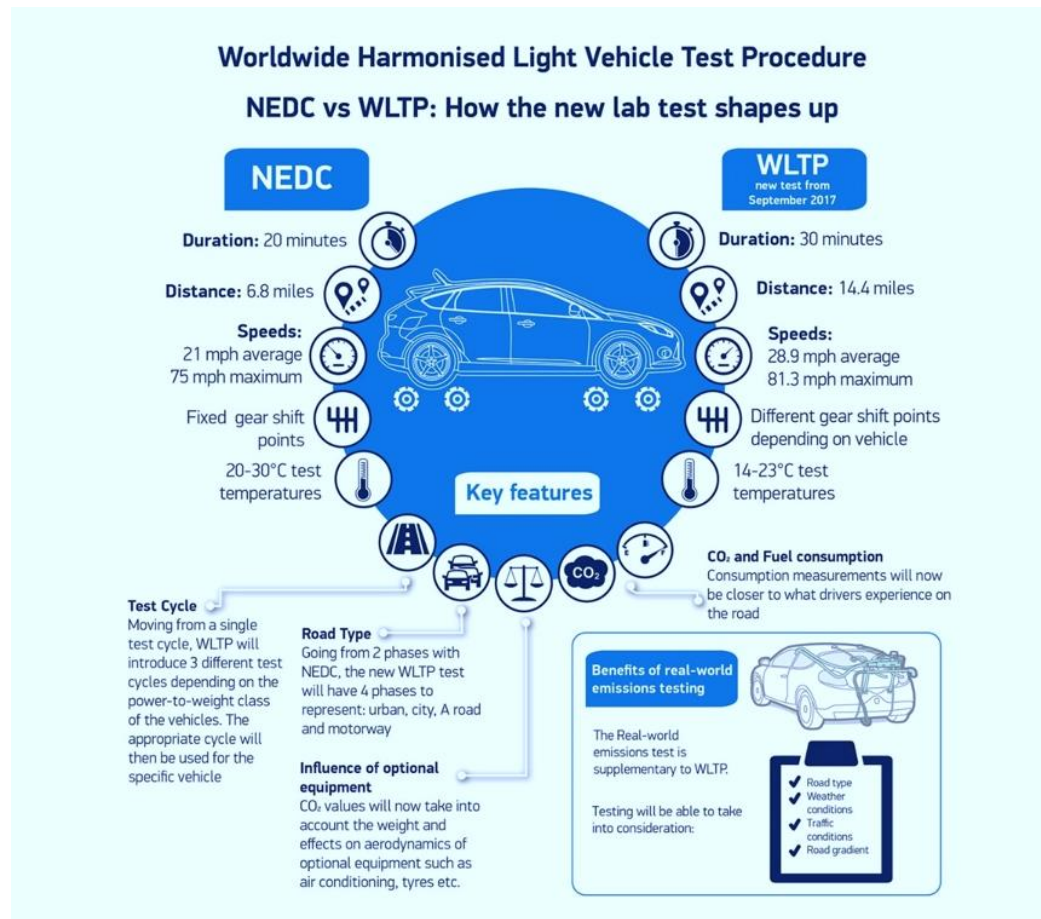 Worldwide Harmonised Light Vehicle Test Procedure
NEDC vs WLTP: How the new lab test shapes up
NEDC
Duration: 20 minutes
Distance: 6.8 miles
Speeds:
21 mph average
75 mph maximum
Fixed gear shift
points
20-30°C test
temperatures
WLTP
new test from
September 2017
Duration: 30 minutes
Distance: 14.4 miles
Speeds:
28.9 mph average
81.3 mph maximum
Different gear shift points
depending on vehicle
14-23°C test
temperatures
Key features
CO₂
Test Cycle
Moving from a single
test cycle, WLTP will
introduce 3 different test
cycles depending on the
power-to-weight class
of the vehicles. The
appropriate cycle will
then be used for the
specific vehicle
Road Type
Going from 2 phases with
NEDC, the new WLTP test
will have 4 phases to
represent: urban, city, A road
and motorway
Influence of optional
equipment
CO₂ values will now take into
account the weight and
effects on aerodynamics of
optional equipment such as
air conditioning, tyres etc.
CO₂ and Fuel consumption
Consumption measurements will now
be closer to what drivers experience on
the road
Benefits of real-world
emissions testing
The Real-world
emissions test is
supplementary to WLTP.
Testing will be able to take
into consideration:
Road type
Weather
conditions
Traffic
conditions
Road gradient